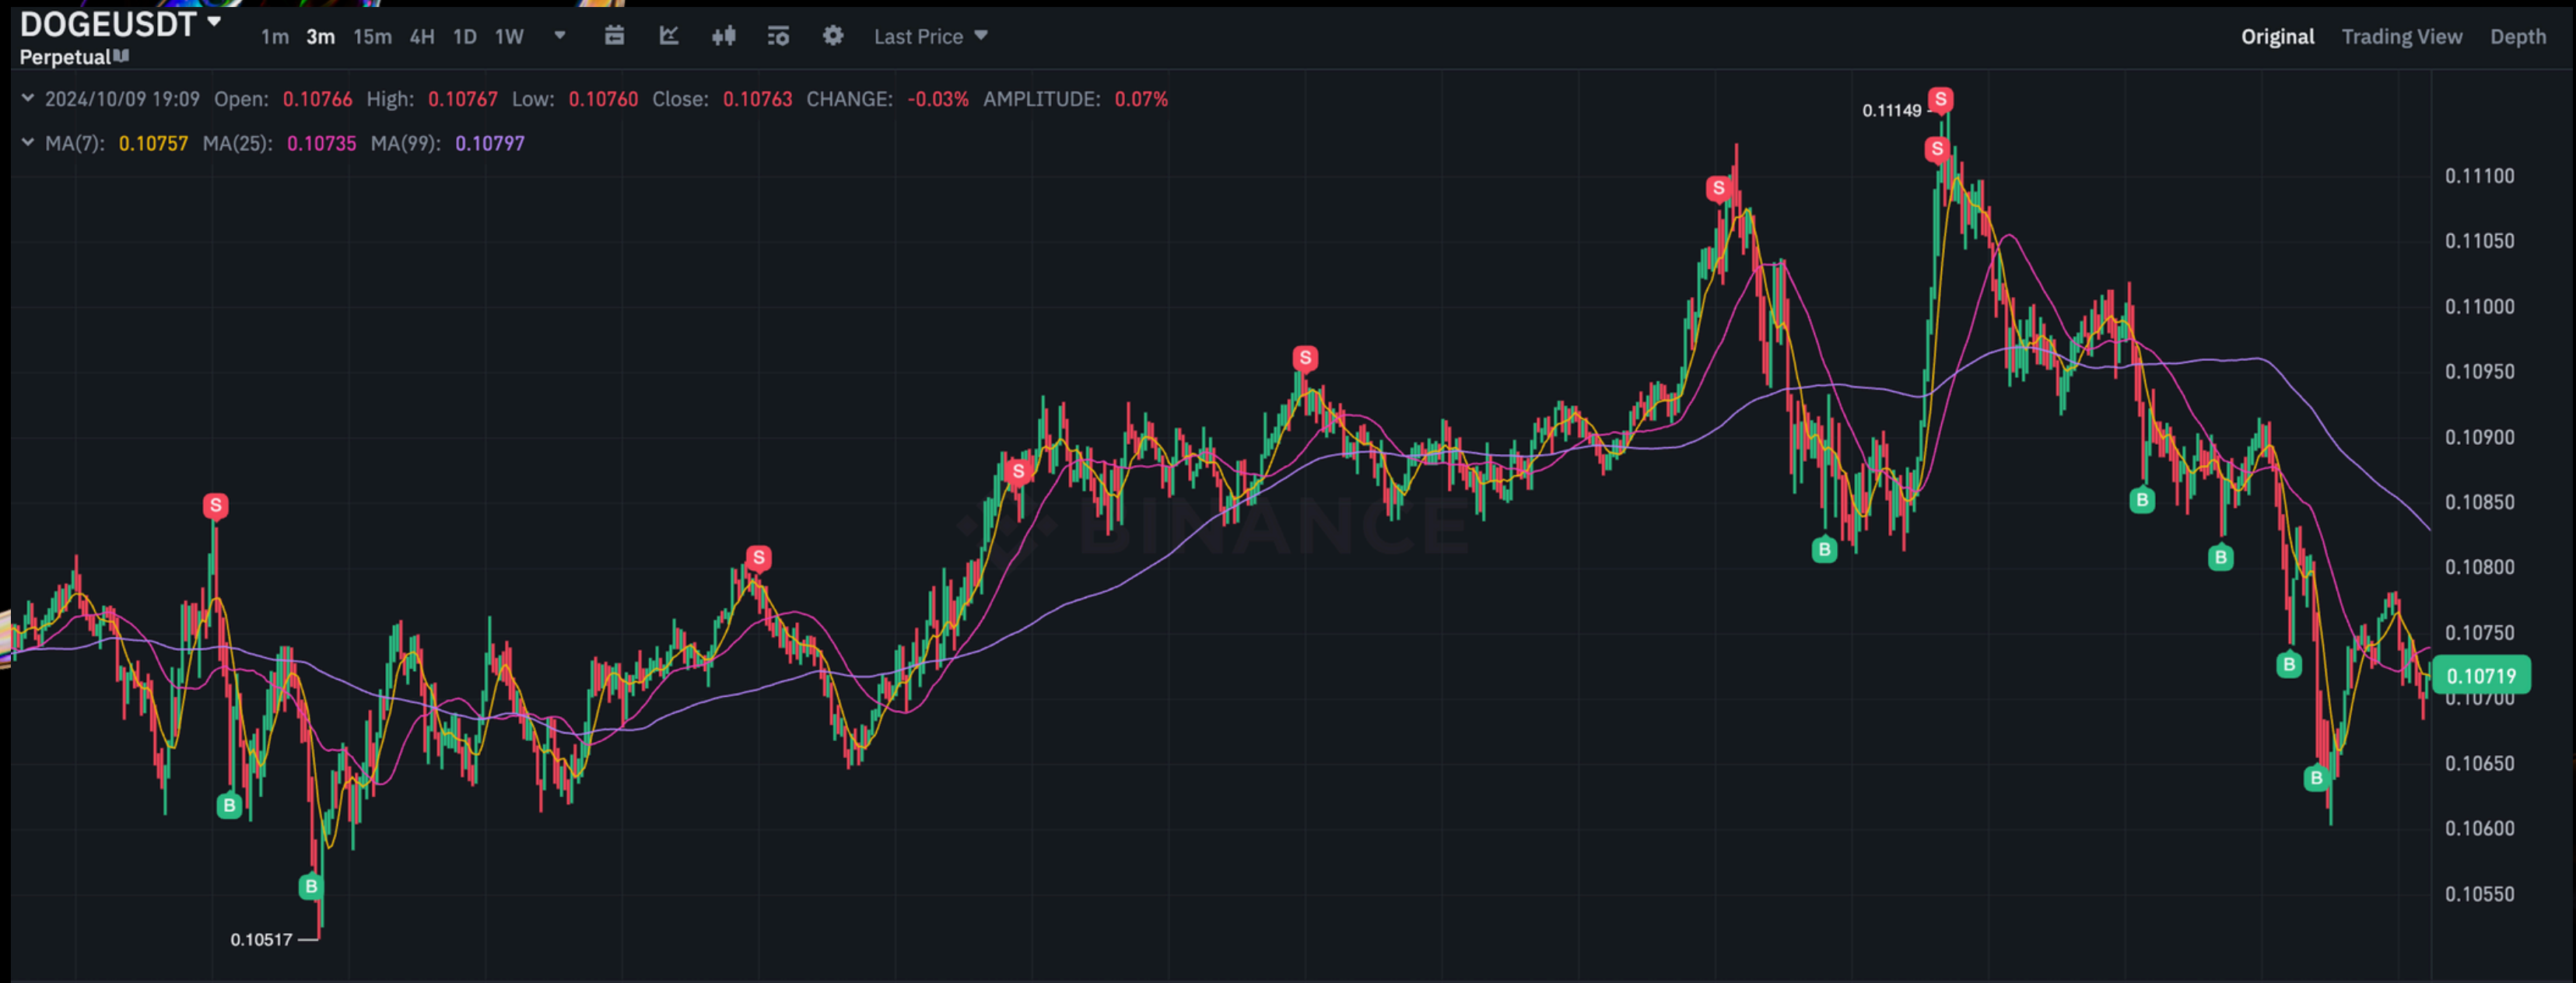 DOGEUSDT
Perpetual
1m 3m 15m 4H 1D 1W Last Price
Original Trading View Depth
2024/10/09 19:09 Open: 0.10766 High: 0.10767 Low: 0.10760 Close: 0.10763 CHANGE: -0.03% AMPLITUDE: 0.07%
MA(7): 0.10757 MA(25): 0.10735 MA(99): 0.10797
S
0.11149
S
S
S
S
S
S
B
B
B
B
B
B
B
0.10517
BINANCE
0.11100
0.11050
0.11000
0.10950
0.10900
0.10850
0.10800
0.10750
0.10719
0.10700
0.10650
0.10600
0.10550